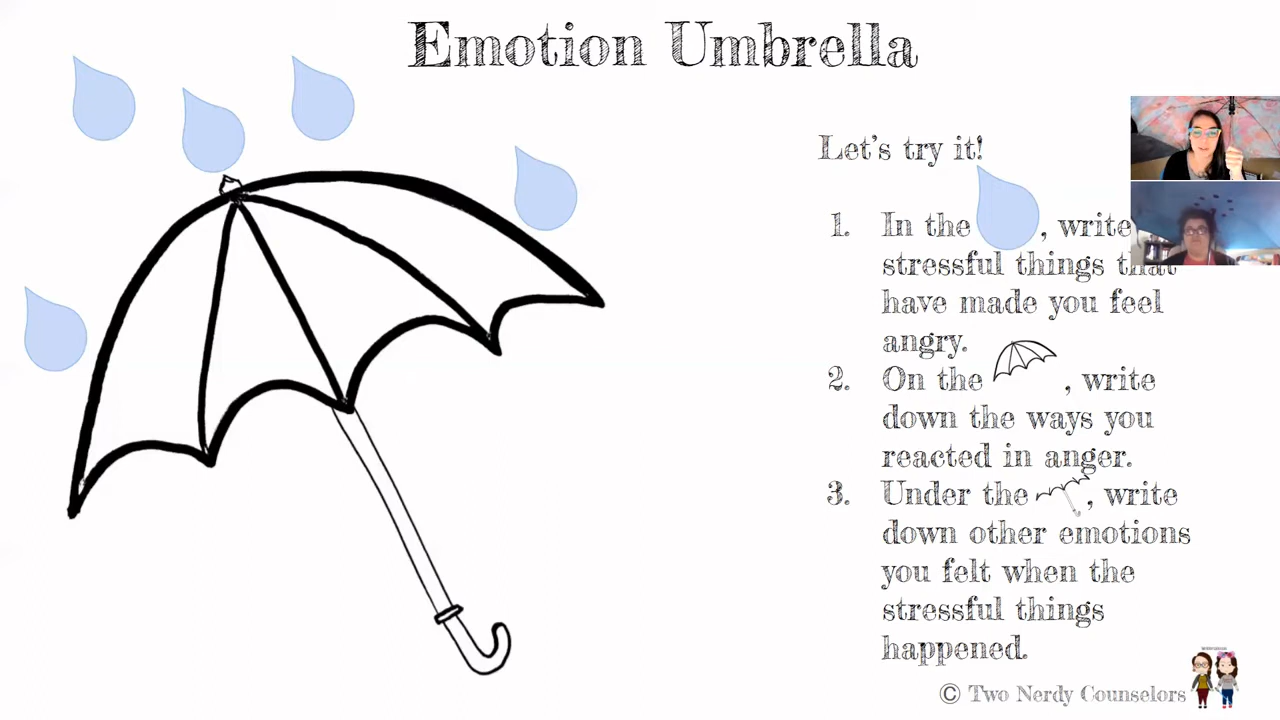 Emotion Umbrella
Let's try it!
1. In the , write
stressful things that
have made you feel
angry.
2. On the , write
down the ways you
reacted in anger.
3. Under the , write
down other emotions
you felt when the
stressful things
happened.
© Two Nerdy Counselors